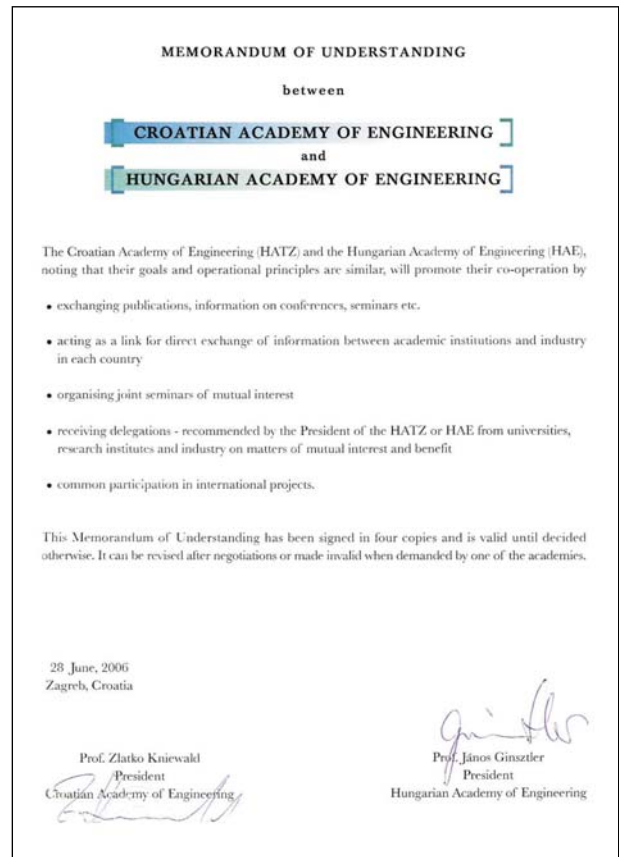 MEMORANDUM OF UNDERSTANDING
between
CROATIAN ACADEMY OF ENGINEERING
and
HUNGARIAN ACADEMY OF ENGINEERING
The Croatian Academy of Engineering (HATZ) and the Hungarian Academy of Engineering (HAE),
noting that their goals and operational principles are similar, will promote their co-operation by
• exchanging publications, information on conferences, seminars etc.
• acting as a link for direct exchange of information between academic institutions and industry
in each country
• organising joint seminars of mutual interest
• receiving delegations - recommended by the President of the HATZ or HAE from universities,
research institutes and industry on matters of mutual interest and benefit
• common participation in international projects.
This Memorandum of Understanding has been signed in four copies and is valid until decided
otherwise. It can be revised after negotiations or made invalid when demanded by one of the academies.
28 June, 2006
Zagreb, Croatia
Prof. Zlatko Kniewald
President
Croatian Academy of Engineering
Prof. János Ginsztler
President
Hungarian Academy of Engineering